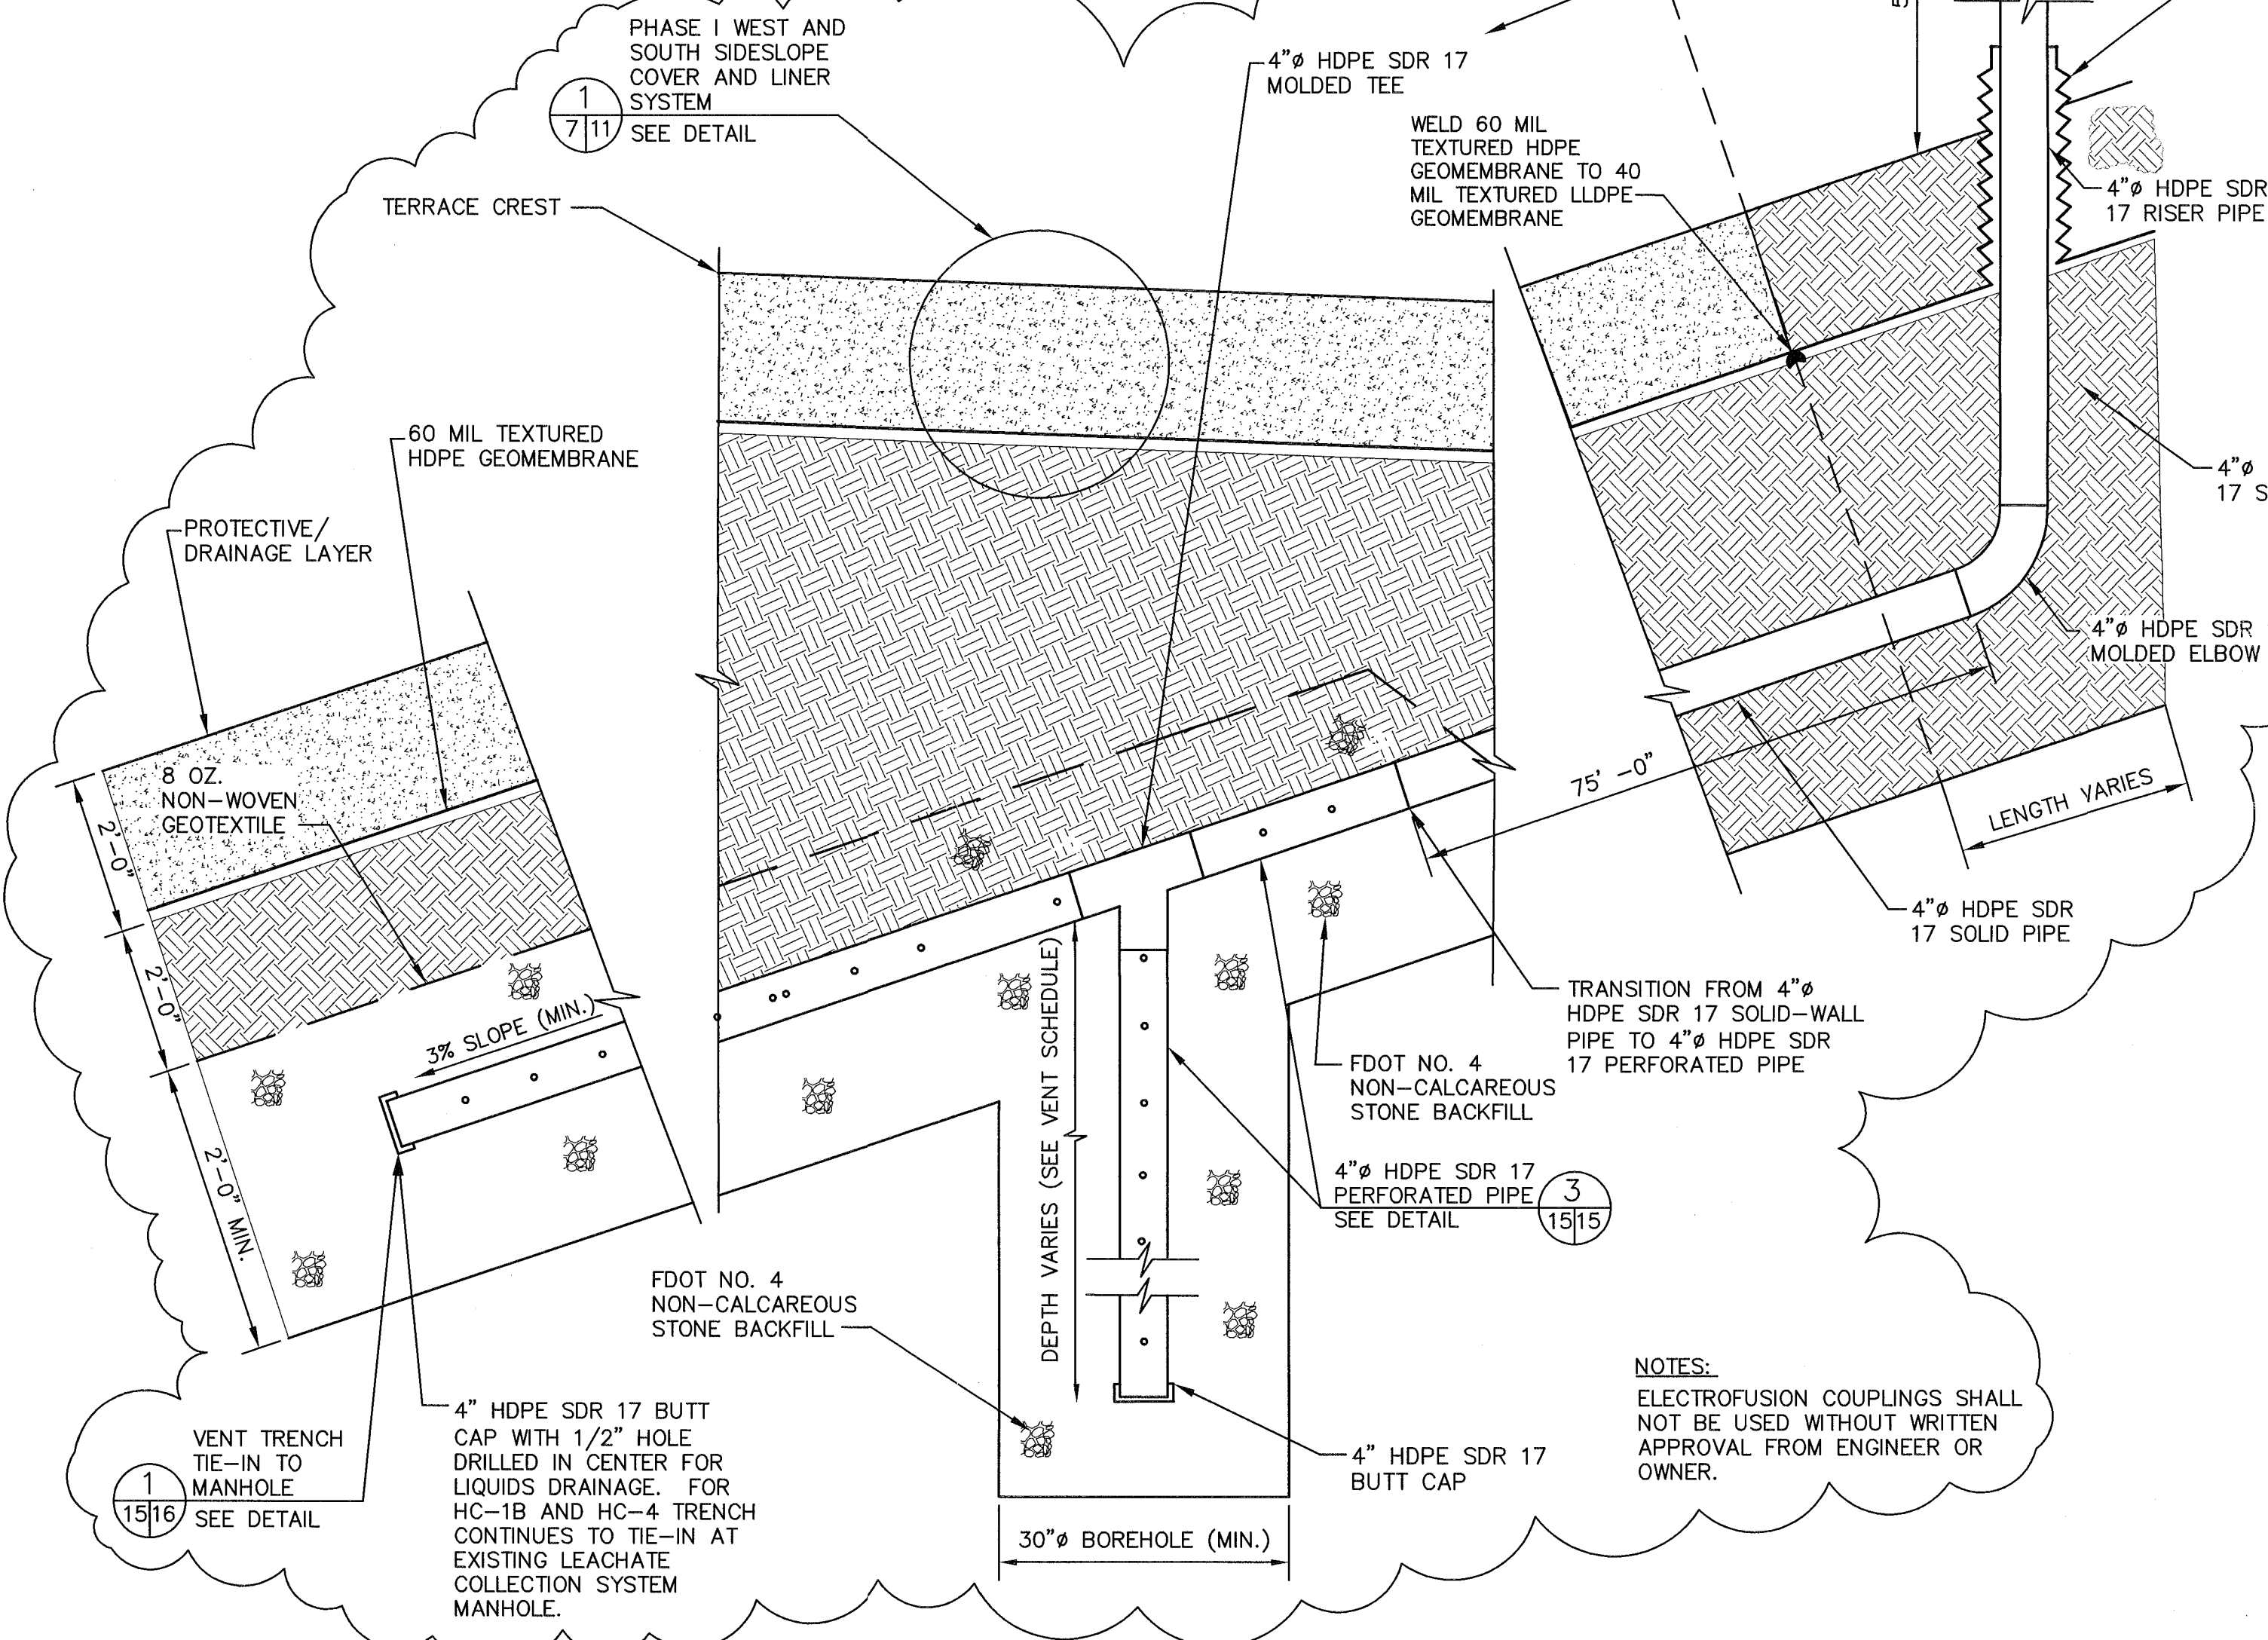 PHASE I WEST AND
SOUTH SIDESLOPE
COVER AND LINER
SYSTEM
SEE DETAIL
1
7 11
4"ø HDPE SDR 17
MOLDED TEE
5
WELD 60 MIL
TEXTURED HDPE
GEOMEMBRANE TO 40
MIL TEXTURED LLDPE
GEOMEMBRANE
4"ø HDPE SDR
17 RISER PIPE
TERRACE CREST
60 MIL TEXTURED
HDPE GEOMEMBRANE
4"ø
17 S
PROTECTIVE/
DRAINAGE LAYER
4"ø HDPE SDR
MOLDED ELBOW
8 OZ.
NON-WOVEN
GEOTEXTILE
2'-0"
2'-0"
2'-0" MIN.
3% SLOPE (MIN.)
75' -0"
LENGTH VARIES
4"ø HDPE SDR
17 SOLID PIPE
TRANSITION FROM 4"ø
HDPE SDR 17 SOLID-WALL
PIPE TO 4"ø HDPE SDR
17 PERFORATED PIPE
FDOT NO. 4
NON-CALCAREOUS
STONE BACKFILL
DEPTH VARIES (SEE VENT SCHEDULE)
4"ø HDPE SDR 17
PERFORATED PIPE
SEE DETAIL
3
15 15
FDOT NO. 4
NON-CALCAREOUS
STONE BACKFILL
VENT TRENCH
TIE-IN TO
MANHOLE
SEE DETAIL
1
15 16
4" HDPE SDR 17 BUTT
CAP WITH 1/2" HOLE
DRILLED IN CENTER FOR
LIQUIDS DRAINAGE. FOR
HC-1B AND HC-4 TRENCH
CONTINUES TO TIE-IN AT
EXISTING LEACHATE
COLLECTION SYSTEM
MANHOLE.
4" HDPE SDR 17
BUTT CAP
30"ø BOREHOLE (MIN.)
NOTES:
ELECTROFUSION COUPLINGS SHALL
NOT BE USED WITHOUT WRITTEN
APPROVAL FROM ENGINEER OR
OWNER.